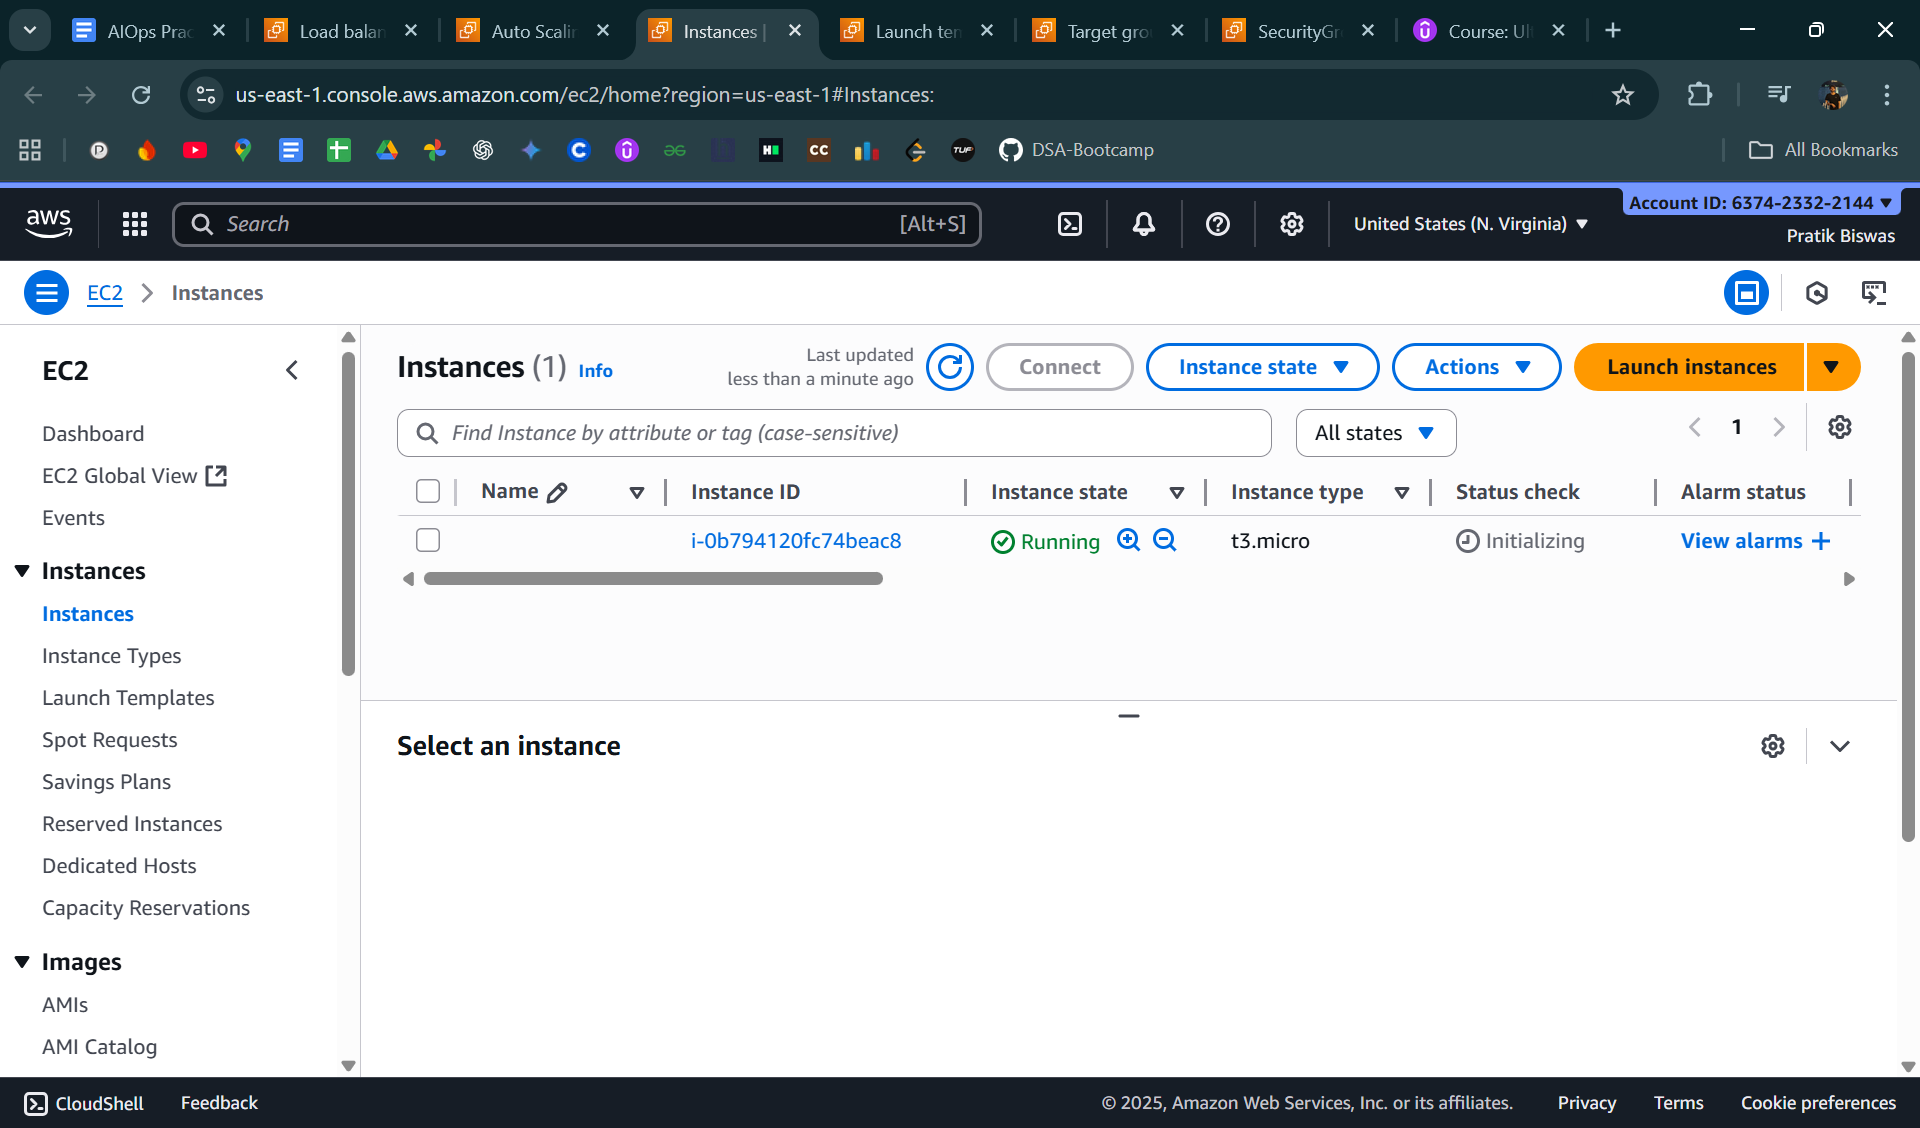 AIOps Prac
Load balan
Auto Scalin
Instances |
Launch tem
Target gro
SecurityGr
Course: Ul
us-east-1.console.aws.amazon.com/ec2/home?region=us-east-1#Instances:
DSA-Bootcamp
All Bookmarks
aws
Search
[Alt+S]
United States (N. Virginia)
Account ID: 6374-2332-2144
Pratik Biswas
EC2
Instances
EC2
Dashboard
EC2 Global View
Events
Instances
Instances
Instance Types
Launch Templates
Spot Requests
Savings Plans
Reserved Instances
Dedicated Hosts
Capacity Reservations
Images
AMIs
AMI Catalog
Instances (1) Info
Last updated
less than a minute ago
Connect
Instance state
Actions
Launch instances
Find Instance by attribute or tag (case-sensitive)
All states
1
Name
Instance ID
Instance state
Instance type
Status check
Alarm status
i-0b794120fc74beac8
Running
t3.micro
Initializing
View alarms +
Select an instance
CloudShell
Feedback
© 2025, Amazon Web Services, Inc. or its affiliates.
Privacy
Terms
Cookie preferences